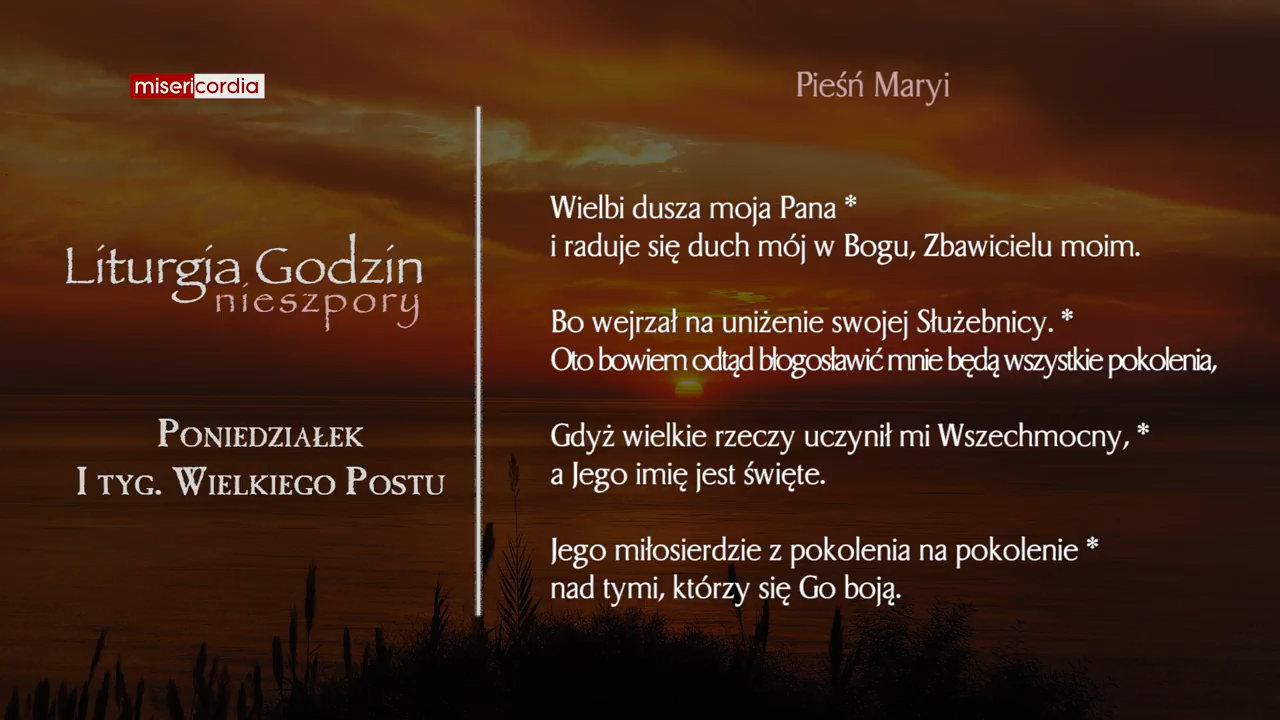 misericordia
Pieśń Maryi
Liturgia Godzin
nieszpory
Poniedziałek
I tyg. Wielkiego Postu
Wielbi dusza moja Pana *
i raduje się duch mój w Bogu, Zbawicielu moim.
Bo wejrzał na uniżenie swojej Służebnicy. *
Oto bowiem odtąd błogosławić mnie będą wszystkie pokolenia,
Gdyż wielkie rzeczy uczynił mi Wszechmocny, *
a Jego imię jest święte.
Jego miłosierdzie z pokolenia na pokolenie *
nad tymi, którzy się Go boją.